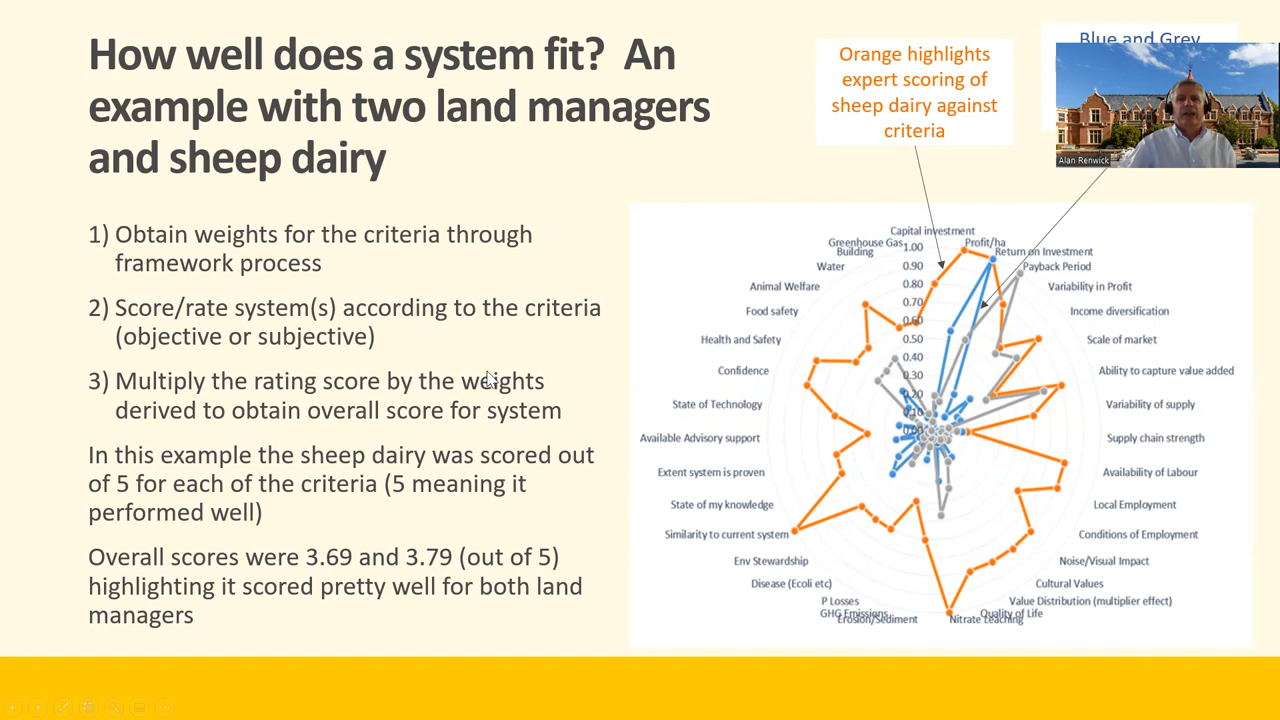 How well does a system fit? An
example with two land managers
and sheep dairy
1) Obtain weights for the criteria through
framework process
2) Score/rate system(s) according to the criteria
(objective or subjective)
3) Multiply the rating score by the weights
derived to obtain overall score for system
In this example the sheep dairy was scored out
of 5 for each of the criteria (5 meaning it
performed well)
Overall scores were 3.69 and 3.79 (out of 5)
highlighting it scored pretty well for both land
managers
Orange highlights
expert scoring of
sheep dairy against
criteria
Blue and Grey
Alan Renwick
Capital investment
Profit/ha
Return on Investment
Payback Period
Variability in Profit
Income diversification
Scale of market
Ability to capture value added
Variability of supply
Supply chain strength
Availability of Labour
Local Employment
Conditions of Employment
Noise/Visual Impact
Cultural Values
Value Distribution (multiplier effect)
Quality of Life
Nitrate Leaching
Erosion/Sediment
GHG Emissions
P Losses
Disease (Ecoli etc)
Env Stewardship
Similarity to current system
State of my knowledge
Extent system is proven
Available Advisory support
State of Technology
Confidence
Health and Safety
Food safety
Animal Welfare
Water
Building
Greenhouse Gas
1.00
0.90
0.80
0.70
0.60
0.50
0.40
0.30
0.20
0.10
0.00